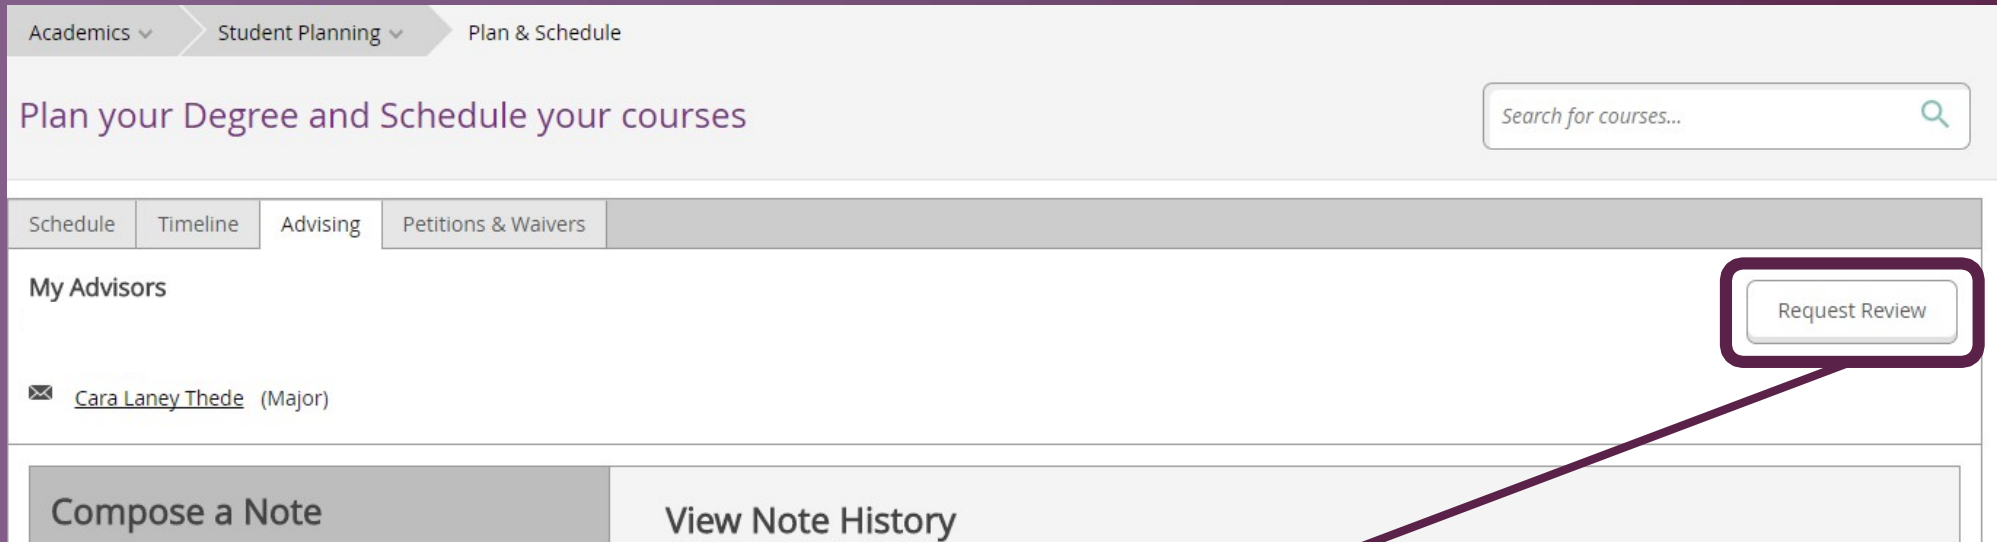 Academics Student Planning Plan & Schedule
Plan your Degree and Schedule your courses
Search for courses...
Schedule Timeline Advising Petitions & Waivers
My Advisors
Request Review
Cara Laney Thede (Major)
Compose a Note
View Note History